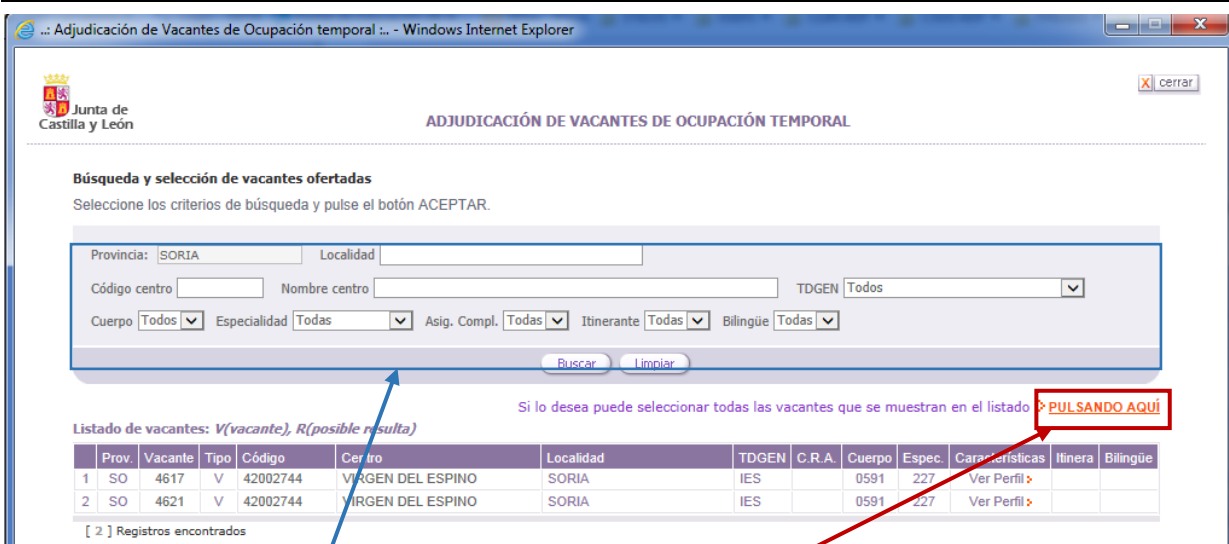 ..: Adjudicación de Vacantes de Ocupación temporal :.. - Windows Internet Explorer
X cerrar
Junta de
Castilla y León
ADJUDICACIÓN DE VACANTES DE OCUPACIÓN TEMPORAL
Búsqueda y selección de vacantes ofertadas
Seleccione los criterios de búsqueda y pulse el botón ACEPTAR.
Provincia: SORIA Localidad
Código centro Nombre centro TDGEN Todos
Cuerpo Todos Especialidad Todas Asig. Compl. Todas Itinerante Todas Bilingüe Todas
Buscar Limpiar
Si lo desea puede seleccionar todas las vacantes que se muestran en el listado PULSANDO AQUÍ
Listado de vacantes: V(vacante), R(posible resulta)
Prov. Vacante Tipo Código Centro Localidad TDGEN C.R.A. Cuerpo Espec. Características Itinera Bilingüe
1 SO 4617 V 42002744 VIRGEN DEL ESPINO SORIA IES 0591 227 Ver Perfil
2 SO 4621 V 42002744 VIRGEN DEL ESPINO SORIA IES 0591 227 Ver Perfil
[ 2 ] Registros encontrados